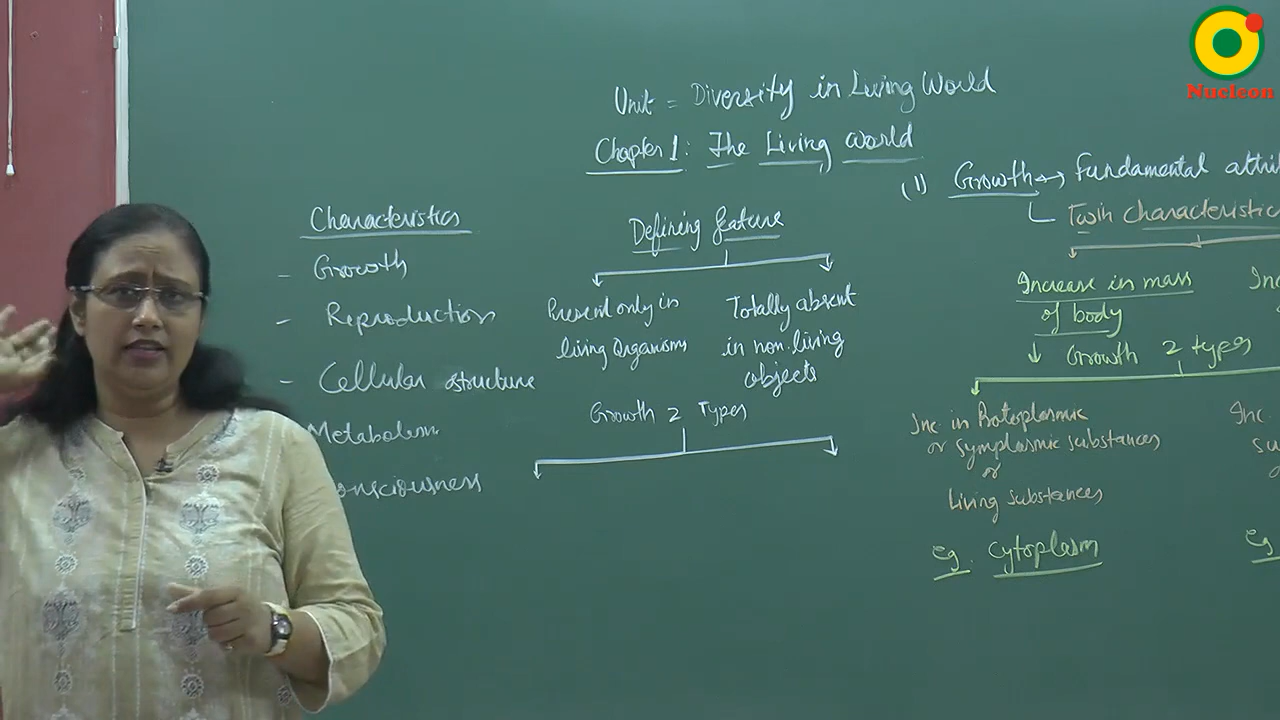 Nucleon
Unit = Diversity in Living World
Chapter 1: The Living World
Characteristics
- Growth
- Reproduction
- Cellular structure
Metabolism
onsciousness
Defining feature
Present only in
living Organisms
Totally absent
in non-living
objects
Growth 2 Types
(1) Growth ↔ Fundamental attri
Twin characteristic
Increase in mass
of body
Inc
↓ Growth 2 types
Inc. in Protoplasmic
or Symplasmic substances
or
Living substances
eg. Cytoplasm
Inc.
su
eg